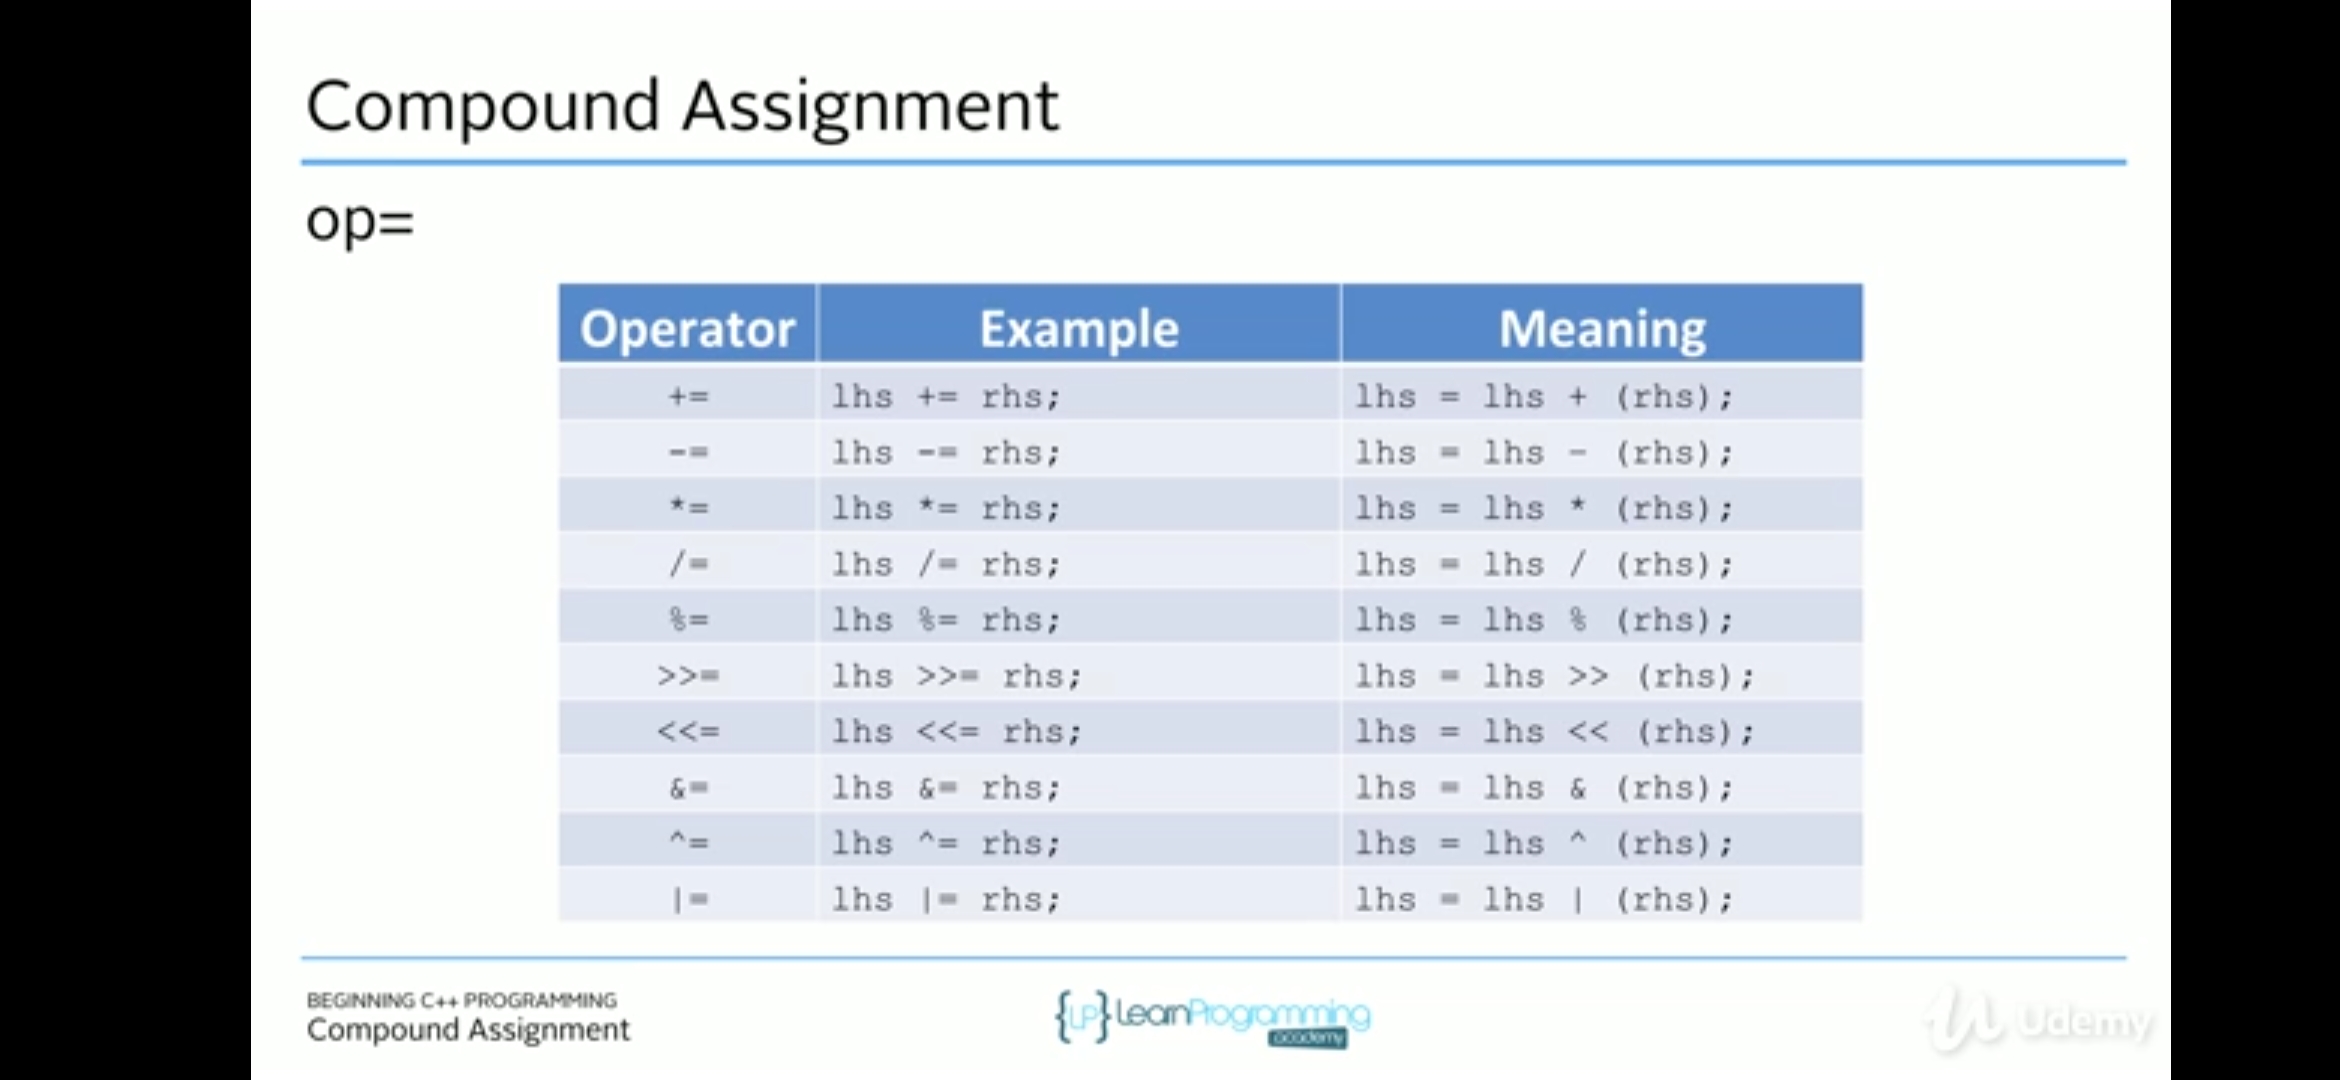 Compound Assignment
op=
Operator Example Meaning
+= lhs += rhs; lhs = lhs + (rhs);
-= lhs -= rhs; lhs = lhs - (rhs);
*= lhs *= rhs; lhs = lhs * (rhs);
/= lhs /= rhs; lhs = lhs / (rhs);
%= lhs %= rhs; lhs = lhs % (rhs);
>>= lhs >>= rhs; lhs = lhs >> (rhs);
<<= lhs <<= rhs; lhs = lhs << (rhs);
&= lhs &= rhs; lhs = lhs & (rhs);
^= lhs ^= rhs; lhs = lhs ^ (rhs);
|= lhs |= rhs; lhs = lhs | (rhs);
BEGINNING C++ PROGRAMMING
Compound Assignment
{LP} LearnProgramming
academy
Udemy